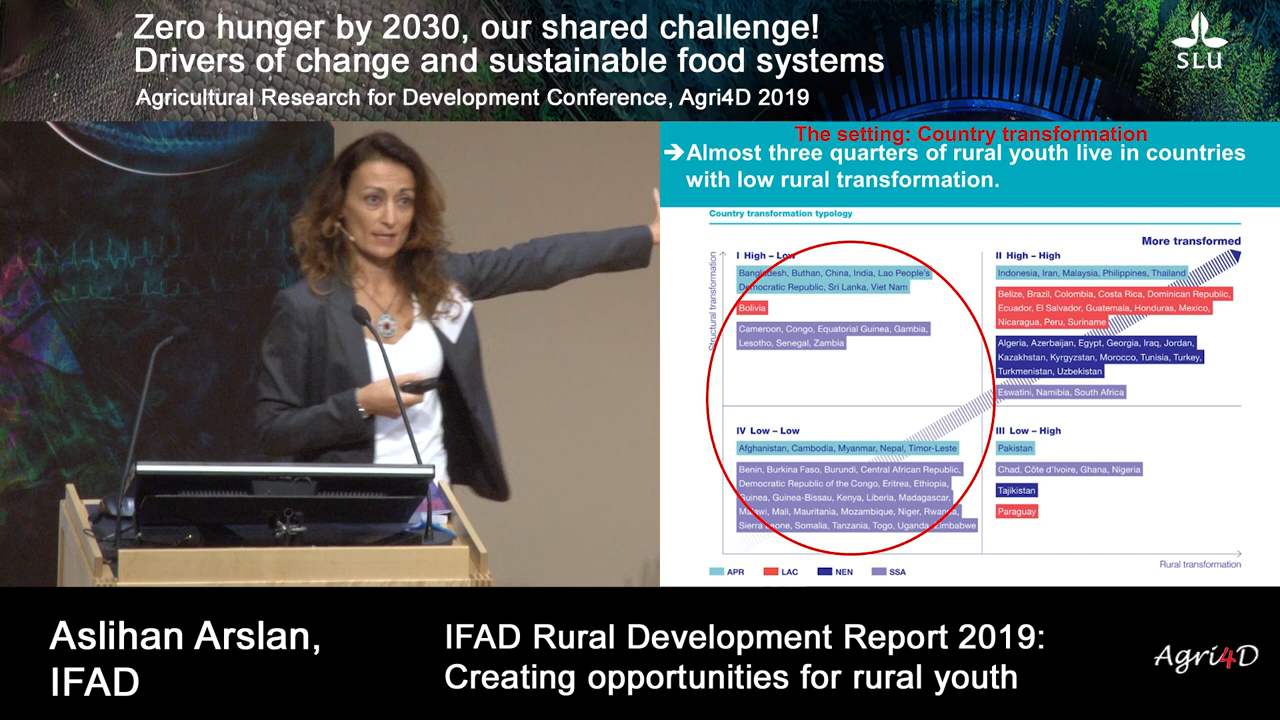 Zero hunger by 2030, our shared challenge!
Drivers of change and sustainable food systems
Agricultural Research for Development Conference, Agri4D 2019
SLU
The setting: Country transformation
➔Almost three quarters of rural youth live in countries
with low rural transformation.
Country transformation typology
More transformed
Structural transformation
I High – Low
Bangladesh, Buthan, China, India, Lao People's
Democratic Republic, Sri Lanka, Viet Nam
Bolivia
Cameroon, Congo, Equatorial Guinea, Gambia,
Lesotho, Senegal, Zambia
II High – High
Indonesia, Iran, Malaysia, Philippines, Thailand
Belize, Brazil, Colombia, Costa Rica, Dominican Republic,
Ecuador, El Salvador, Guatemala, Honduras, Mexico,
Nicaragua, Peru, Suriname
Algeria, Azerbaijan, Egypt, Georgia, Iraq, Jordan,
Kazakhstan, Kyrgyzstan, Morocco, Tunisia, Turkey,
Turkmenistan, Uzbekistan
Eswatini, Namibia, South Africa
IV Low – Low
Afghanistan, Cambodia, Myanmar, Nepal, Timor-Leste
Benin, Burkina Faso, Burundi, Central African Republic,
Democratic Republic of the Congo, Eritrea, Ethiopia,
Guinea, Guinea-Bissau, Kenya, Liberia, Madagascar,
Malawi, Mali, Mauritania, Mozambique, Niger, Rwanda,
Sierra Leone, Somalia, Tanzania, Togo, Uganda, Zimbabwe
III Low – High
Pakistan
Chad, Côte d'Ivoire, Ghana, Nigeria
Tajikistan
Paraguay
Rural transformation
APR LAC NEN SSA
Aslihan Arslan,
IFAD
IFAD Rural Development Report 2019:
Creating opportunities for rural youth
Agri4D